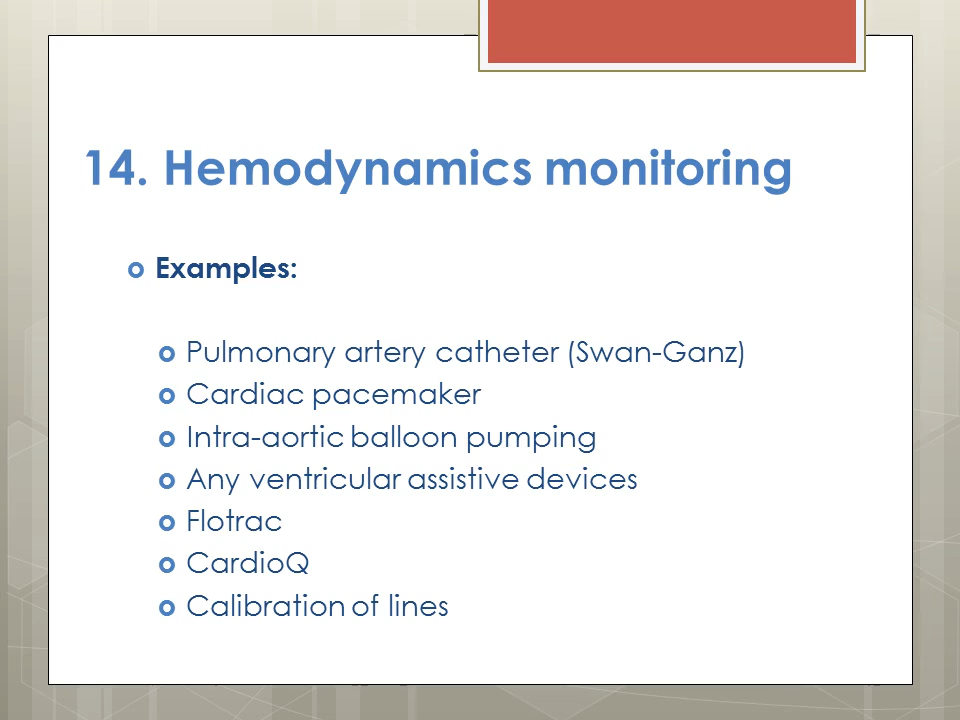 14. Hemodynamics monitoring
Examples:
Pulmonary artery catheter (Swan-Ganz)
Cardiac pacemaker
Intra-aortic balloon pumping
Any ventricular assistive devices
Flotrac
CardioQ
Calibration of lines